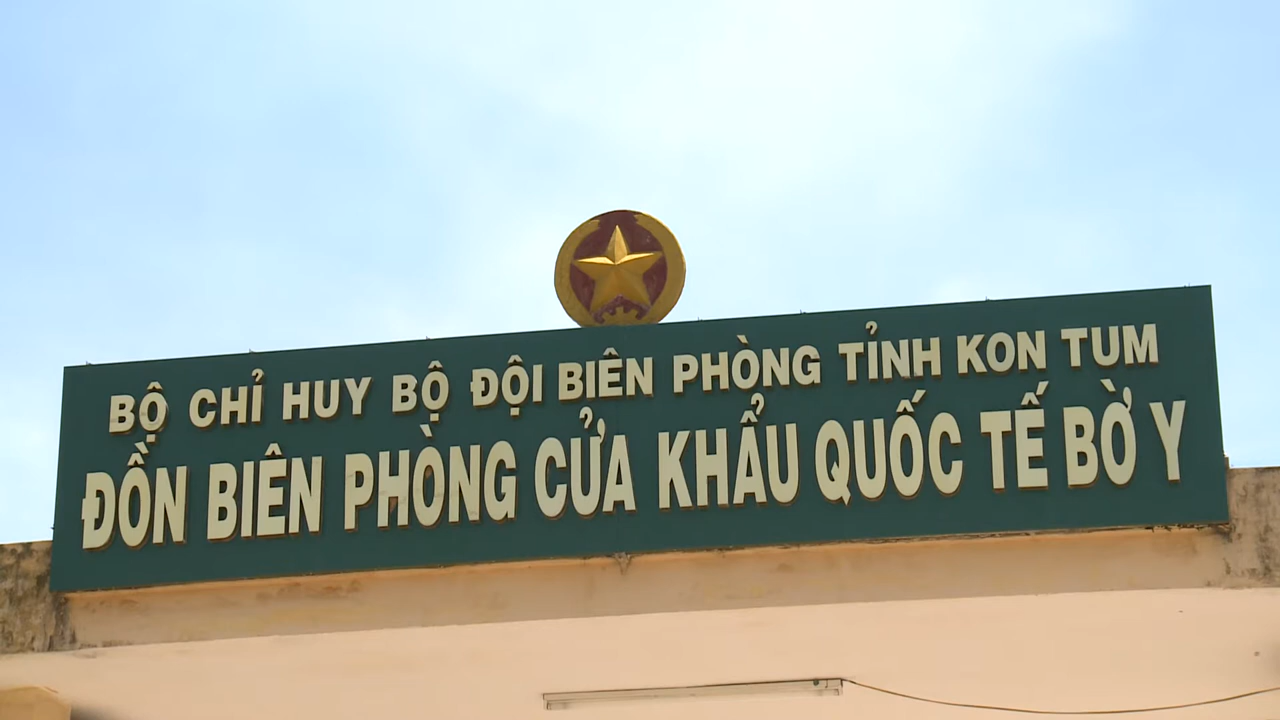 BỘ CHỈ HUY BỘ ĐỘI BIÊN PHÒNG TỈNH KON TUM
ĐỒN BIÊN PHÒNG CỬA KHẨU QUỐC TẾ BỜ Y